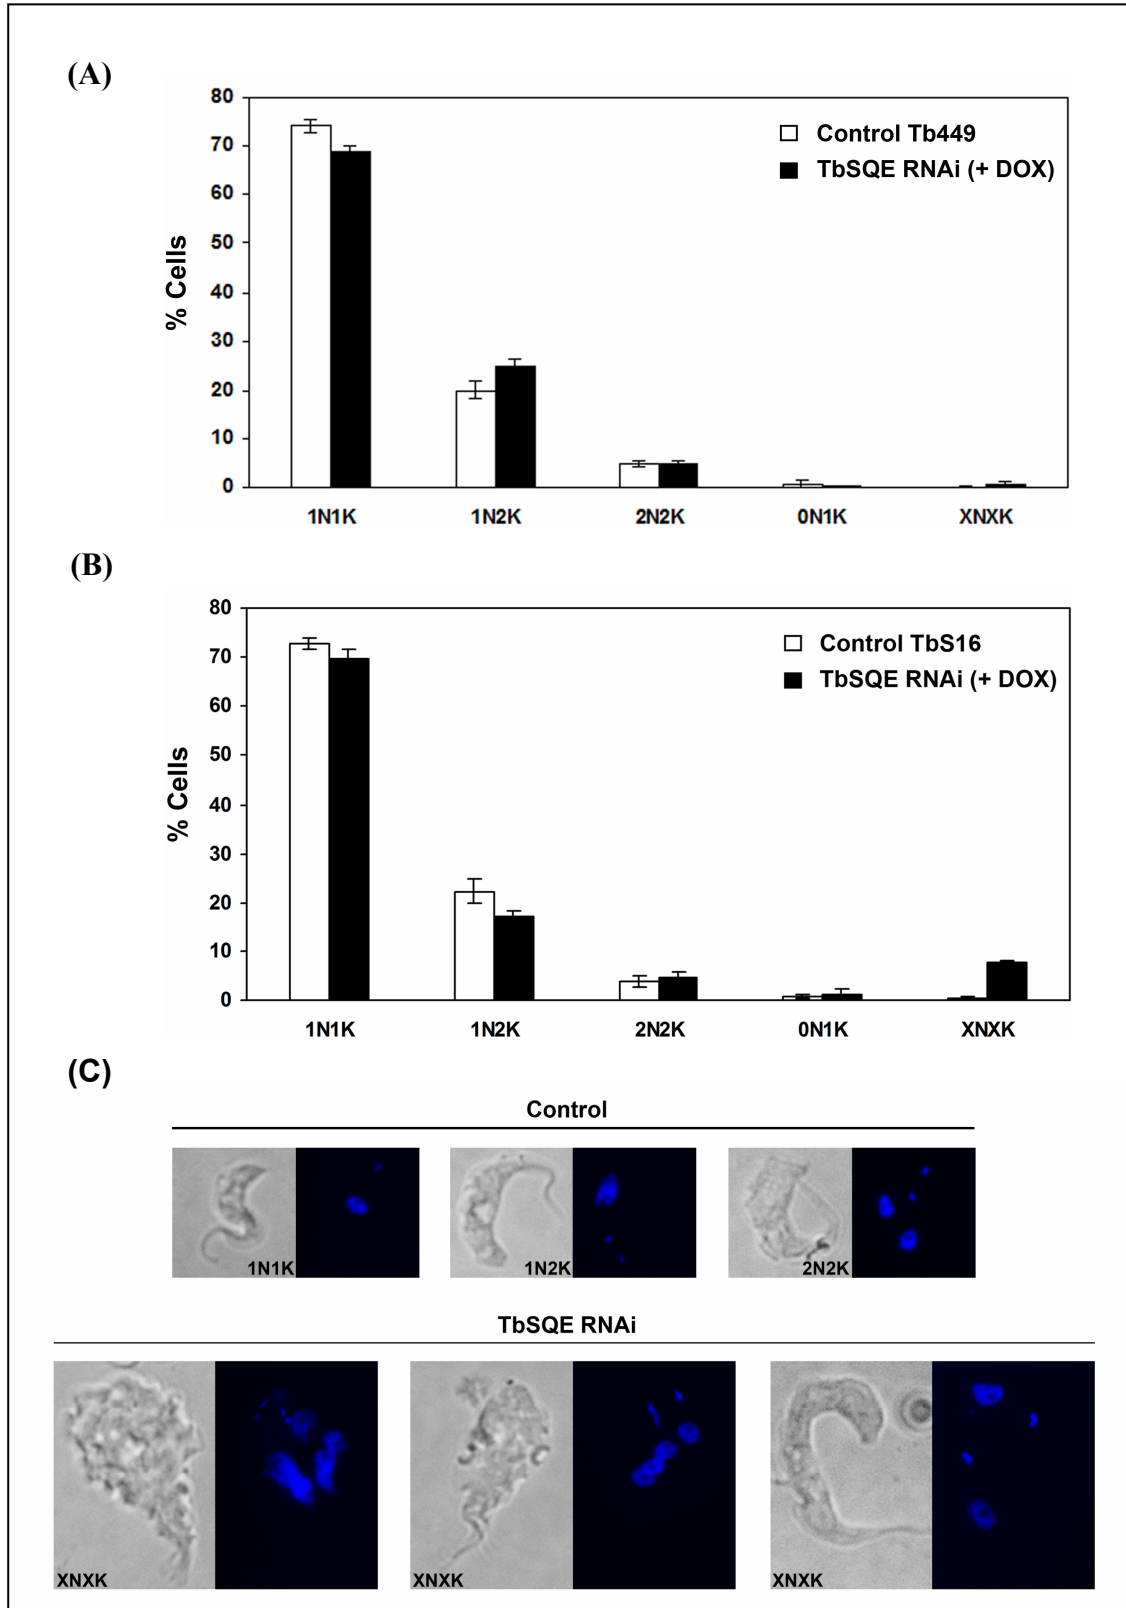 (A)
80
70
60
50
40
30
20
10
0
% Cells
Control Tb449
TbSQE RNAi (+ DOX)
1N1K 1N2K 2N2K 0N1K XNXK
(B)
80
70
60
50
40
30
20
10
0
% Cells
Control TbS16
TbSQE RNAi (+ DOX)
1N1K 1N2K 2N2K 0N1K XNXK
(C)
Control
1N1K 1N2K 2N2K
TbSQE RNAi
XNXK XNXK XNXK